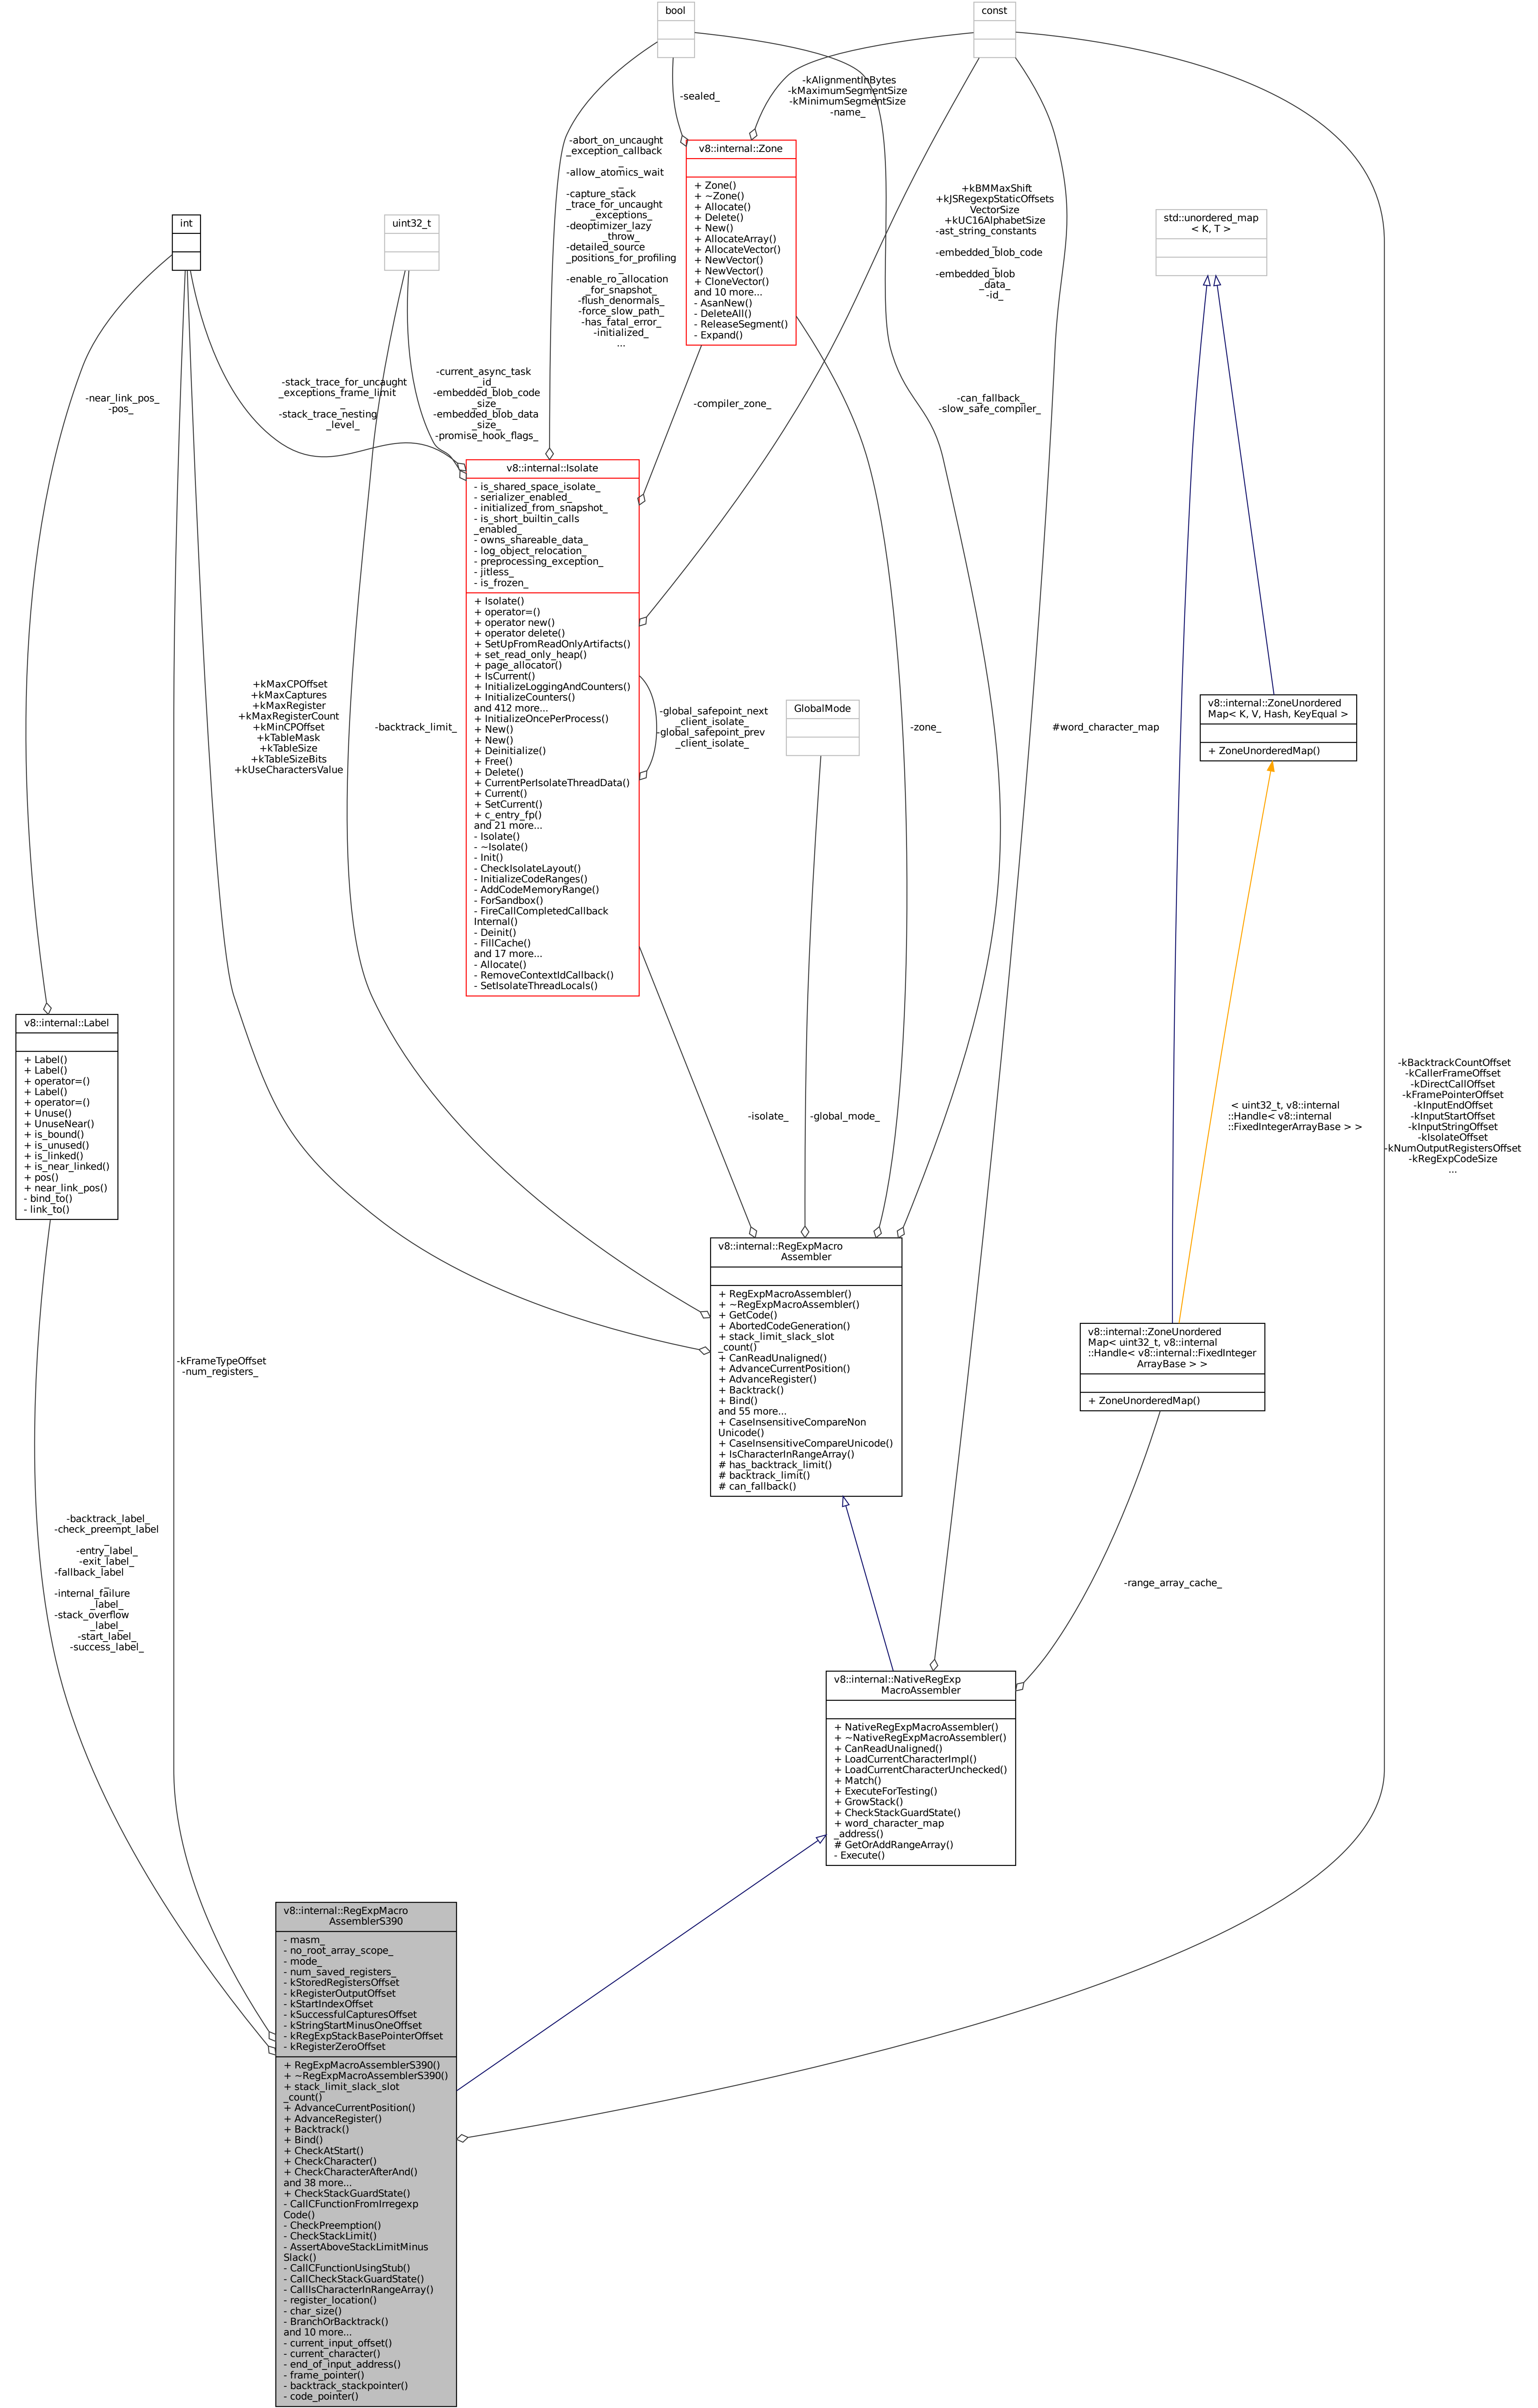 bool
const
-kAlignmentInBytes
-kMaximumSegmentSize
-kMinimumSegmentSize
-name_
-sealed_
-abort_on_uncaught
_exception_callback
_
-allow_atomics_wait
_
-capture_stack
_trace_for_uncaught
_exceptions_
-deoptimizer_lazy
_throw_
-detailed_source
_positions_for_profiling
_
-enable_ro_allocation
_for_snapshot_
-flush_denormals_
-force_slow_path_
-has_fatal_error_
-initialized_
...
v8::internal::Zone
+ Zone()
+ ~Zone()
+ Allocate()
+ Delete()
+ New()
+ AllocateArray()
+ AllocateVector()
+ NewVector()
+ NewVector()
+ CloneVector()
and 10 more...
- AsanNew()
- DeleteAll()
- ReleaseSegment()
- Expand()
+kBMMaxShift
+kJSRegexpStaticOffsets
VectorSize
+kUC16AlphabetSize
-ast_string_constants
_
-embedded_blob_code
_
-embedded_blob
_data_
-id_
int
uint32_t
std::unordered_map
< K, T >
-near_link_pos_
-pos_
-stack_trace_for_uncaught
_exceptions_frame_limit
_
-stack_trace_nesting
_level_
-current_async_task
_id_
-embedded_blob_code
_size_
-embedded_blob_data
_size_
-promise_hook_flags_
-compiler_zone_
-can_fallback_
-slow_safe_compiler_
v8::internal::Isolate
- is_shared_space_isolate_
- serializer_enabled_
- initialized_from_snapshot_
- is_short_builtin_calls
_enabled_
- owns_shareable_data_
- log_object_relocation_
- preprocessing_exception_
- jitless_
- is_frozen_
+ Isolate()
+ operator=()
+ operator new()
+ operator delete()
+ SetUpFromReadOnlyArtifacts()
+ set_read_only_heap()
+ page_allocator()
+ IsCurrent()
+ InitializeLoggingAndCounters()
+ InitializeCounters()
and 412 more...
+ InitializeOncePerProcess()
+ New()
+ New()
+ Deinitialize()
+ Free()
+ Delete()
+ CurrentPerIsolateThreadData()
+ Current()
+ SetCurrent()
+ c_entry_fp()
and 21 more...
- Isolate()
- ~Isolate()
- Init()
- CheckIsolateLayout()
- InitializeCodeRanges()
- AddCodeMemoryRange()
- ForSandbox()
- FireCallCompletedCallback
Internal()
- Deinit()
- FillCache()
and 17 more...
- Allocate()
- RemoveContextIdCallback()
- SetIsolateThreadLocals()
+kMaxCPOffset
+kMaxCaptures
+kMaxRegister
+kMaxRegisterCount
+kMinCPOffset
+kTableMask
+kTableSize
+kTableSizeBits
+kUseCharactersValue
-backtrack_limit_
-global_safepoint_next
_client_isolate_
-global_safepoint_prev
_client_isolate_
GlobalMode
-zone_
#word_character_map
v8::internal::ZoneUnordered
Map< K, V, Hash, KeyEqual >
+ ZoneUnorderedMap()
v8::internal::Label
+ Label()
+ Label()
+ operator=()
+ Label()
+ operator=()
+ Unuse()
+ UnuseNear()
+ is_bound()
+ is_unused()
+ is_linked()
+ is_near_linked()
+ pos()
+ near_link_pos()
- bind_to()
- link_to()
-isolate_
-global_mode_
< uint32_t, v8::internal
::Handle< v8::internal
::FixedIntegerArrayBase > >
-kBacktrackCountOffset
-kCallerFrameOffset
-kDirectCallOffset
-kFramePointerOffset
-kInputEndOffset
-kInputStartOffset
-kInputStringOffset
-kIsolateOffset
-kNumOutputRegistersOffset
-kRegExpCodeSize
...
v8::internal::RegExpMacro
Assembler
+ RegExpMacroAssembler()
+ ~RegExpMacroAssembler()
+ GetCode()
+ AbortedCodeGeneration()
+ stack_limit_slack_slot
_count()
+ CanReadUnaligned()
+ AdvanceCurrentPosition()
+ AdvanceRegister()
+ Backtrack()
+ Bind()
and 55 more...
+ CaseInsensitiveCompareNon
Unicode()
+ CaseInsensitiveCompareUnicode()
+ IsCharacterInRangeArray()
# has_backtrack_limit()
# backtrack_limit()
# can_fallback()
v8::internal::ZoneUnordered
Map< uint32_t, v8::internal
::Handle< v8::internal::FixedInteger
ArrayBase > >
+ ZoneUnorderedMap()
-kFrameTypeOffset
-num_registers_
-backtrack_label_
-check_preempt_label
_
-entry_label_
-exit_label_
-fallback_label
_
-internal_failure
_label_
-stack_overflow
_label_
-start_label_
-success_label_
-range_array_cache_
v8::internal::NativeRegExp
MacroAssembler
+ NativeRegExpMacroAssembler()
+ ~NativeRegExpMacroAssembler()
+ CanReadUnaligned()
+ LoadCurrentCharacterImpl()
+ LoadCurrentCharacterUnchecked()
+ Match()
+ ExecuteForTesting()
+ GrowStack()
+ CheckStackGuardState()
+ word_character_map
_address()
# GetOrAddRangeArray()
- Execute()
v8::internal::RegExpMacro
AssemblerS390
- masm_
- no_root_array_scope_
- mode_
- num_saved_registers_
- kStoredRegistersOffset
- kRegisterOutputOffset
- kStartIndexOffset
- kSuccessfulCapturesOffset
- kStringStartMinusOneOffset
- kRegExpStackBasePointerOffset
- kRegisterZeroOffset
+ RegExpMacroAssemblerS390()
+ ~RegExpMacroAssemblerS390()
+ stack_limit_slack_slot
_count()
+ AdvanceCurrentPosition()
+ AdvanceRegister()
+ Backtrack()
+ Bind()
+ CheckAtStart()
+ CheckCharacter()
+ CheckCharacterAfterAnd()
and 38 more...
+ CheckStackGuardState()
- CallCFunctionFromIrregexp
Code()
- CheckPreemption()
- CheckStackLimit()
- AssertAboveStackLimitMinus
Slack()
- CallCFunctionUsingStub()
- CallCheckStackGuardState()
- CallIsCharacterInRangeArray()
- register_location()
- char_size()
- BranchOrBacktrack()
and 10 more...
- current_input_offset()
- current_character()
- end_of_input_address()
- frame_pointer()
- backtrack_stackpointer()
- code_pointer()